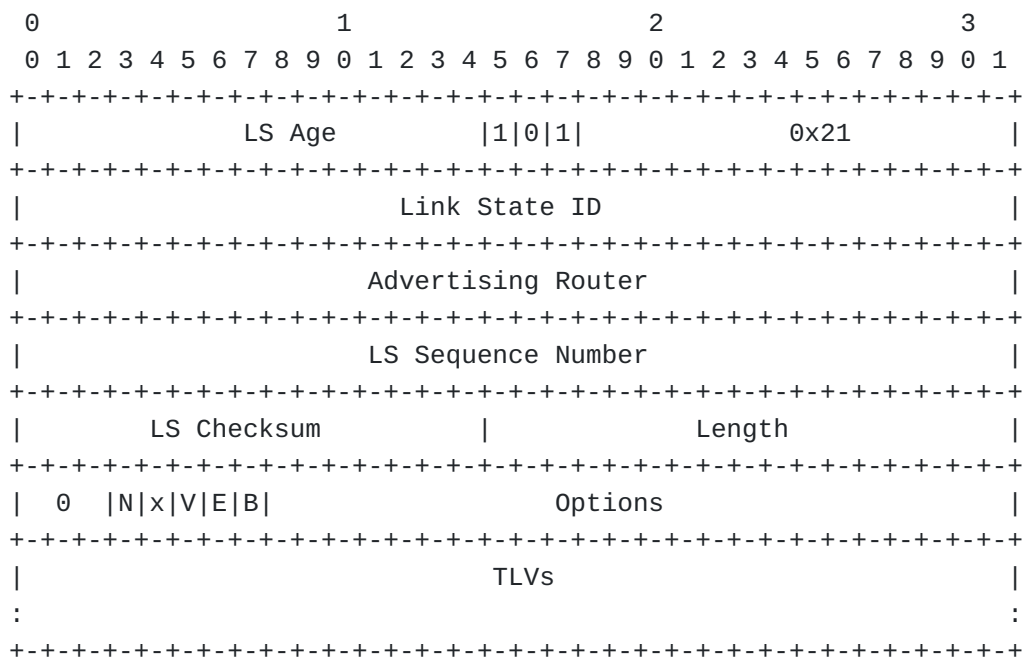 0                   1                   2                   3
 0 1 2 3 4 5 6 7 8 9 0 1 2 3 4 5 6 7 8 9 0 1 2 3 4 5 6 7 8 9 0 1
+-+-+-+-+-+-+-+-+-+-+-+-+-+-+-+-+-+-+-+-+-+-+-+-+-+-+-+-+-+-+-+-+
|              LS Age         |1|0|1|             0x21          |
+-+-+-+-+-+-+-+-+-+-+-+-+-+-+-+-+-+-+-+-+-+-+-+-+-+-+-+-+-+-+-+-+
|                        Link State ID                          |
+-+-+-+-+-+-+-+-+-+-+-+-+-+-+-+-+-+-+-+-+-+-+-+-+-+-+-+-+-+-+-+-+
|                      Advertising Router                       |
+-+-+-+-+-+-+-+-+-+-+-+-+-+-+-+-+-+-+-+-+-+-+-+-+-+-+-+-+-+-+-+-+
|                      LS Sequence Number                       |
+-+-+-+-+-+-+-+-+-+-+-+-+-+-+-+-+-+-+-+-+-+-+-+-+-+-+-+-+-+-+-+-+
|        LS Checksum          |             Length              |
+-+-+-+-+-+-+-+-+-+-+-+-+-+-+-+-+-+-+-+-+-+-+-+-+-+-+-+-+-+-+-+-+
|  0  |N|x|V|E|B|                  Options                      |
+-+-+-+-+-+-+-+-+-+-+-+-+-+-+-+-+-+-+-+-+-+-+-+-+-+-+-+-+-+-+-+-+
|                              TLVs                             |
:                                                               :
+-+-+-+-+-+-+-+-+-+-+-+-+-+-+-+-+-+-+-+-+-+-+-+-+-+-+-+-+-+-+-+-+